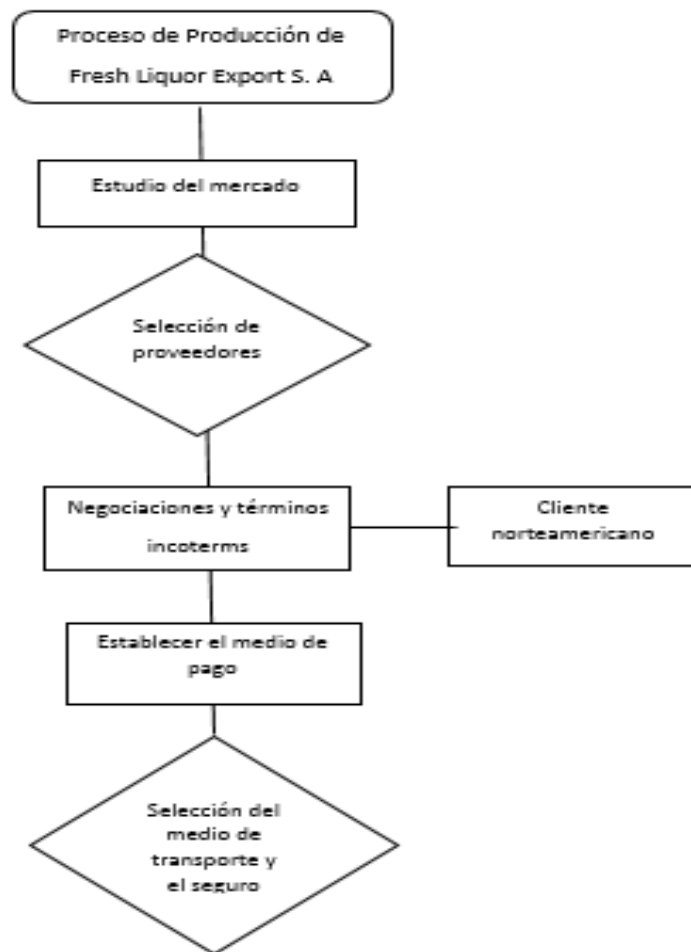 Proceso de Producción de
Fresh Liquor Export S. A
Estudio del mercado
Selección de
proveedores
Negociaciones y términos
incoterms
Cliente
norteamericano
Establecer el medio de
pago
Selección del
medio de
transporte y
el seguro